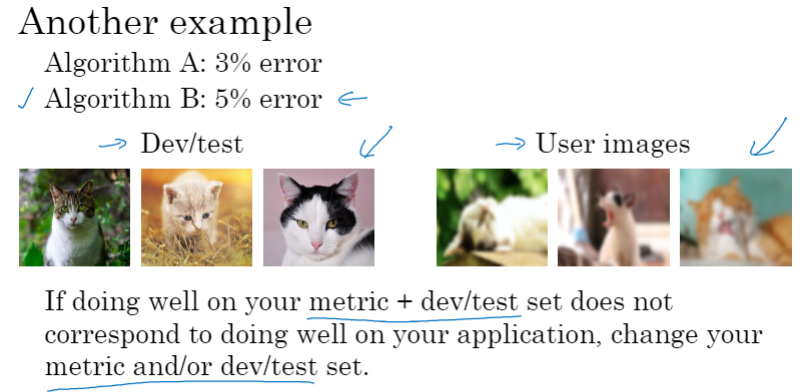 Another example
Algorithm A: 3% error
Algorithm B: 5% error
Dev/test
User images
If doing well on your metric + dev/test set does not
correspond to doing well on your application, change your
metric and/or dev/test set.